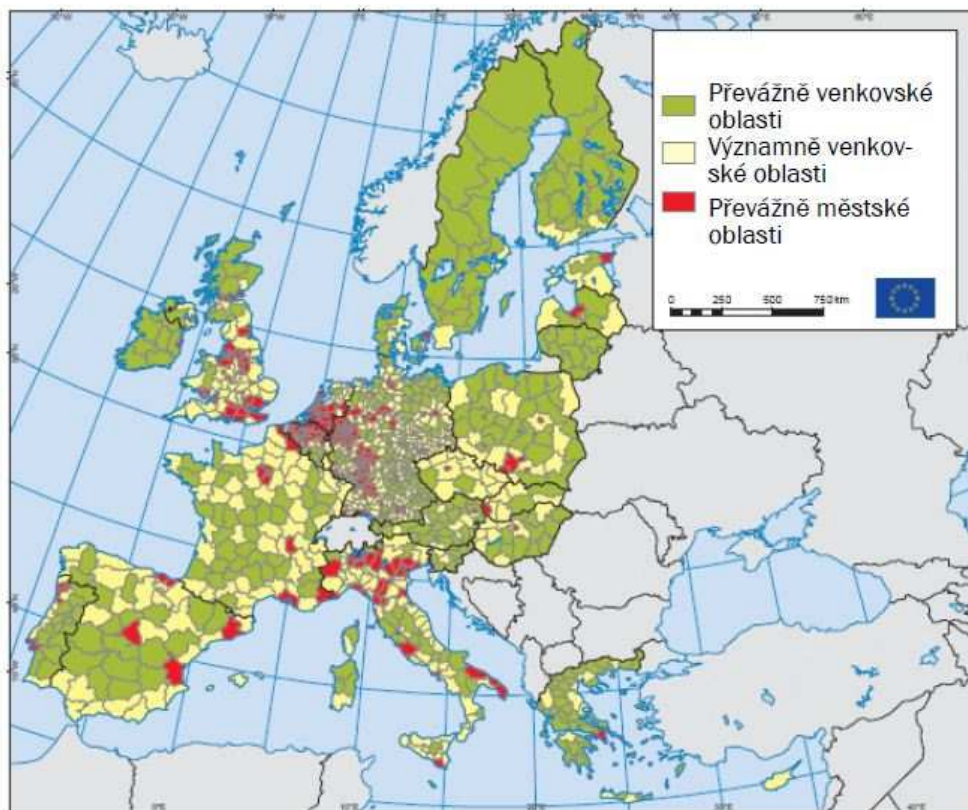 Převážně venkovské
oblasti
Významně venkov-
ské oblasti
Převážně městské
oblasti
0 250 500 750 km